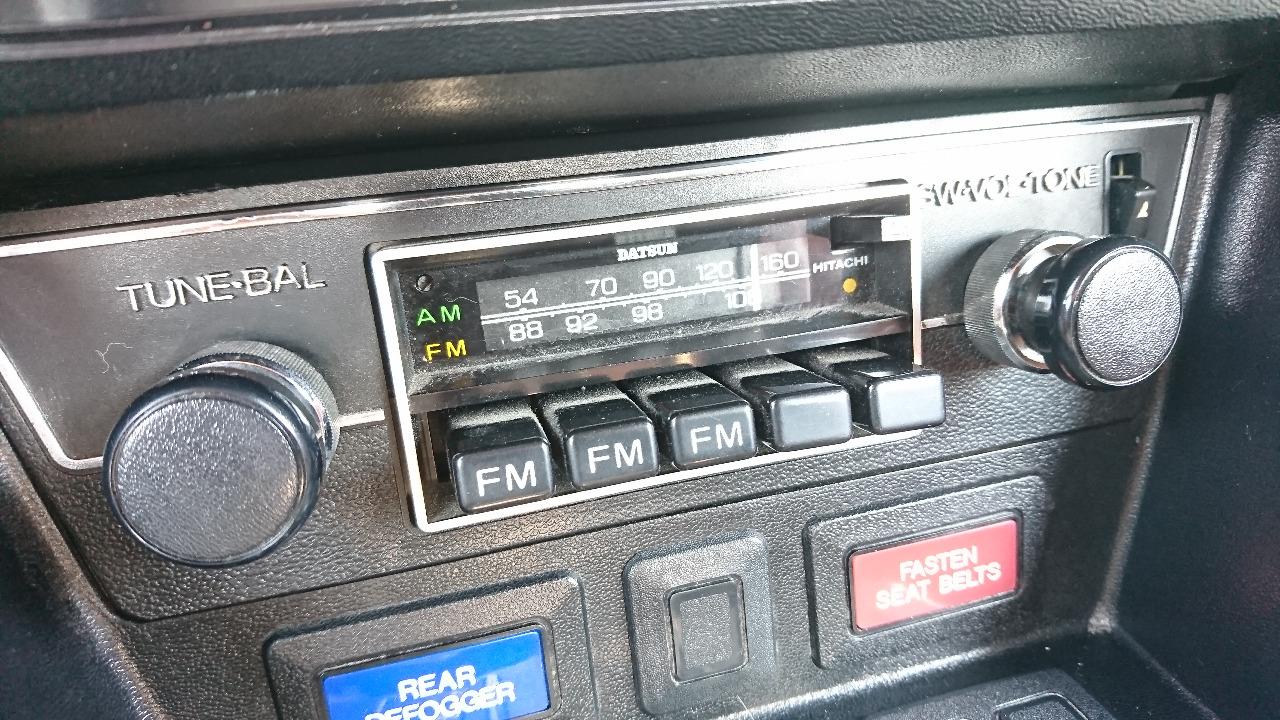 SW•VOL•TONE
TUNE•BAL
DATSUN
54 70 90 120 160
HITACHI
AM
88 92 98
FM
FM FM FM
FASTEN
SEAT BELTS
REAR
DEFOGGER